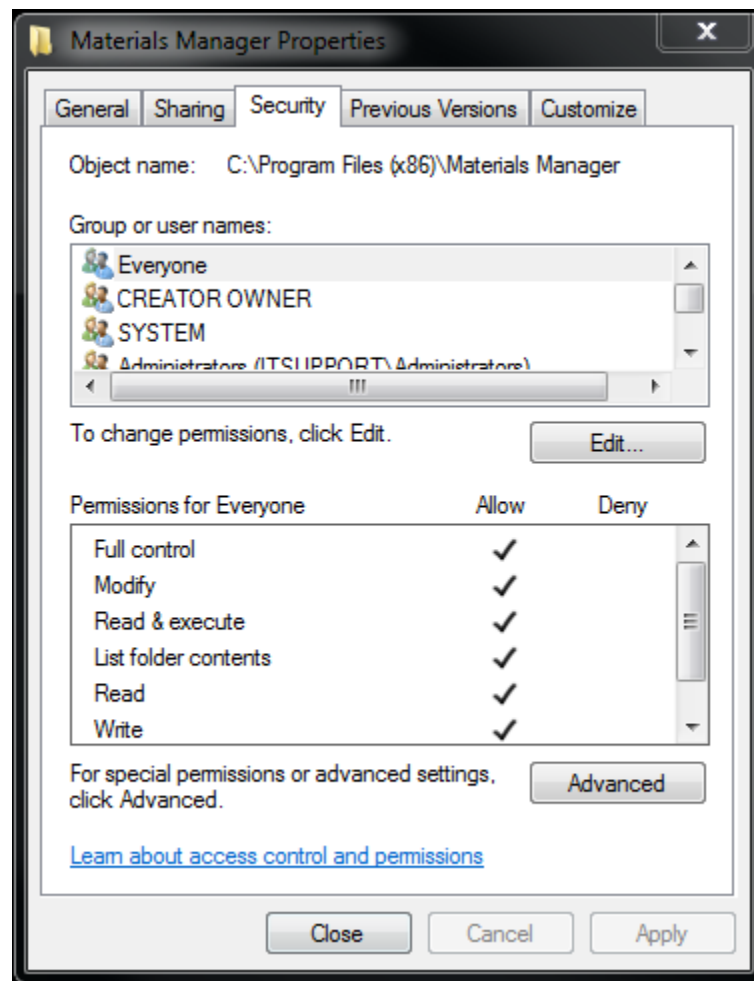 Materials Manager Properties
x
General Sharing Security Previous Versions Customize
Object name: C:\Program Files (x86)\Materials Manager
Group or user names:
Everyone
CREATOR OWNER
SYSTEM
Administrators (ITSUPPORT\Administrators)
To change permissions, click Edit.
Edit...
Permissions for Everyone Allow Deny
Full control
Modify
Read & execute
List folder contents
Read
Write
For special permissions or advanced settings,
click Advanced.
Advanced
Learn about access control and permissions
Close Cancel Apply